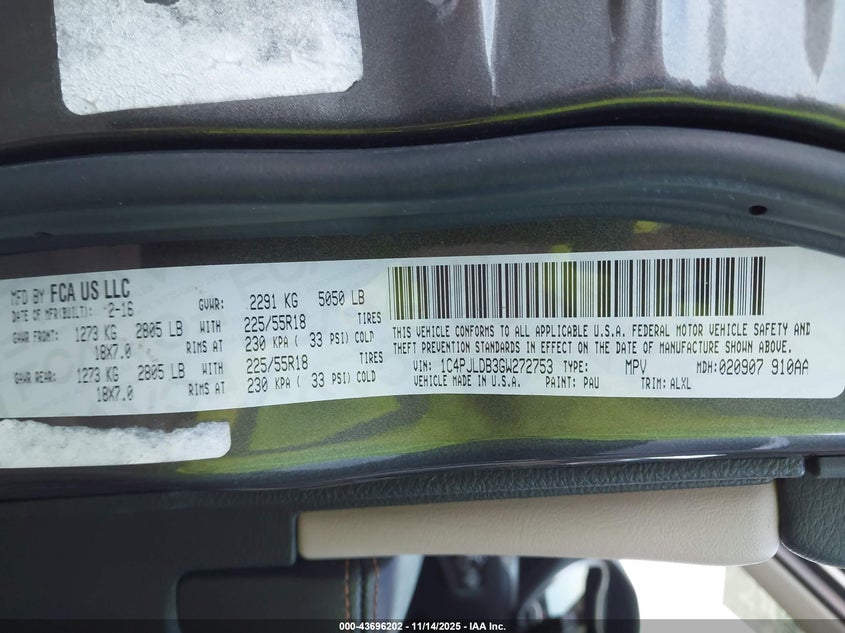 MFD BY FCA US LLC
DATE OF MFR(BUILT): 2-16 GVWR: 2291 KG 5050 LB
GAWR FRONT: 1273 KG 2805 LB WITH 225/55R18 TIRES
18X7.0 RIMS AT 230 KPA ( 33 PSI) COLD
GAWR REAR: 1273 KG 2805 LB WITH 225/55R18 TIRES
18X7.0 RIMS AT 230 KPA ( 33 PSI) COLD
THIS VEHICLE CONFORMS TO ALL APPLICABLE U.S.A. FEDERAL MOTOR VEHICLE SAFETY AND
THEFT PREVENTION STANDARDS IN EFFECT ON THE DATE OF MANUFACTURE SHOWN ABOVE.
VIN: 1C4PJLDB3GW272753 TYPE: MPV MDH:020907 910AA
MADE IN U.S.A. PAINT: PAU TRIM: ALXL
000-43696202 - 11/14/2025 - IAA Inc.